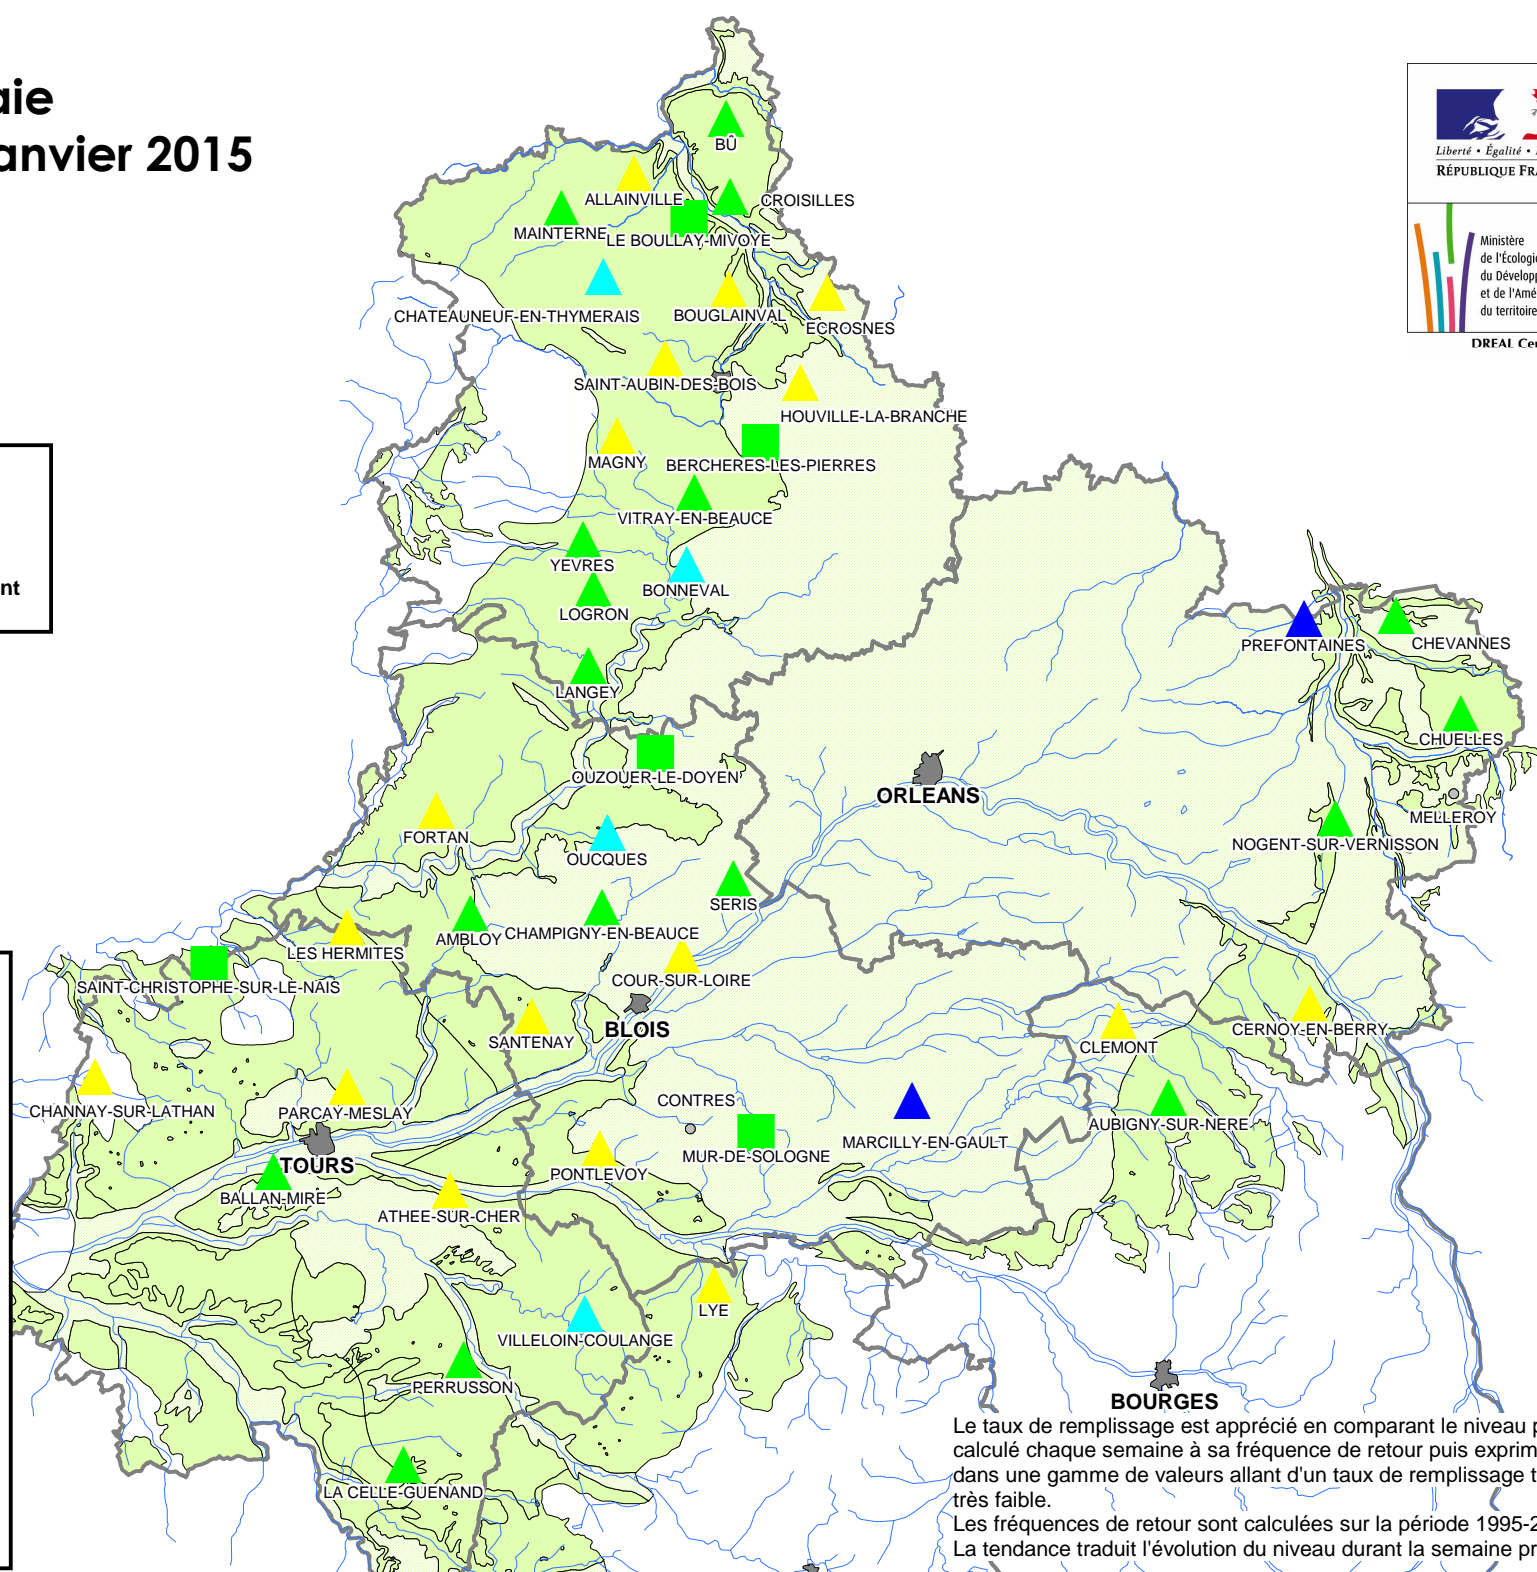 aie
anvier 2015
Liberté • Égalité •
RÉPUBLIQUE FRA
Ministère
de l'Écologie
du Dévelop
et de l'Amé
du territoire
DREAL Cen
nt
BÛ
ALLAINVILLE
CROISILLES
MAINTERNE
LE BOULLAY-MIVOYE
CHATEAUNEUF-EN-THYMERAIS
BOUGLAINVAL
ECROSNES
SAINT-AUBIN-DES-BOIS
HOUVILLE-LA-BRANCHE
MAGNY
BERCHERES-LES-PIERRES
VITRAY-EN-BEAUCE
YEVRES
BONNEVAL
LOGRON
PREFONTAINES
CHEVANNES
LANGEY
CHUELLES
OUZOUER-LE-DOYEN
ORLEANS
MELLEROY
FORTAN
NOGENT-SUR-VERNISSON
OUCQUES
SERIS
AMBLOY
CHAMPIGNY-EN-BEAUCE
LES HERMITES
COUR-SUR-LOIRE
SAINT-CHRISTOPHE-SUR-LE-NAIS
BLOIS
SANTENAY
CERNOY-EN-BERRY
CLEMONT
CONTRES
CHANNAY-SUR-LATHAN
PARCAY-MESLAY
AUBIGNY-SUR-NERE
MARCILLY-EN-GAULT
MUR-DE-SOLOGNE
TOURS
PONTLEVOY
BALLAN-MIRE
ATHEE-SUR-CHER
LYE
VILLELOIN-COULANGE
PERRUSSON
BOURGES
LA CELLE-GUENAND
Le taux de remplissage est apprécié en comparant le niveau p
calculé chaque semaine à sa fréquence de retour puis exprim
dans une gamme de valeurs allant d'un taux de remplissage t
très faible.
Les fréquences de retour sont calculées sur la période 1995-2
La tendance traduit l'évolution du niveau durant la semaine pr